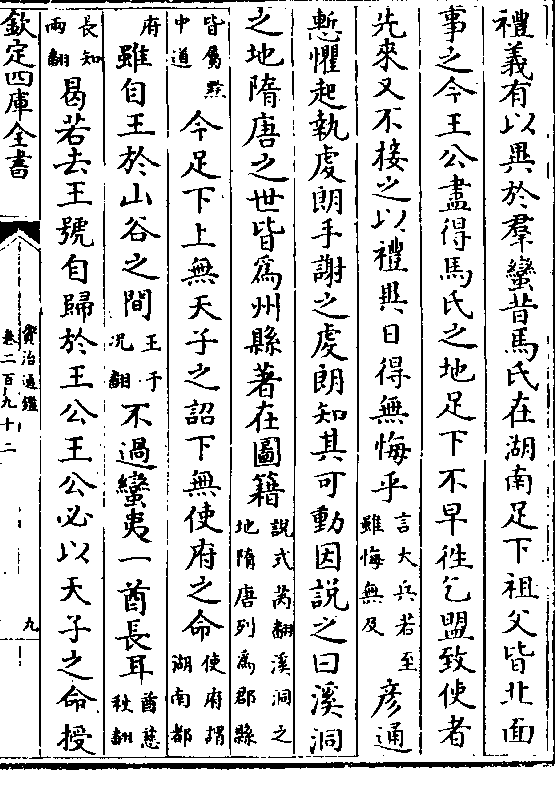 禮義有以異於羣蠻昔馬氏在湖南足下祖父皆北面
事之今王公盡得馬氏之地足下不早往乞盟致使者
先來又不接之以禮異日得無悔乎言大兵若至雖悔無及彦通
慙懼起執虔朗手謝之虔朗知其可動因説之曰溪洞
之地隋唐之世皆為州縣著在圖籍説式芮翻溪洞之地隋唐列為郡縣
皆屬黔中道今足下上無天子之詔下無使府之命使府謂湖南都
府雖自王於山谷之間王于况翻不過蠻夷一酋長耳酋慈秋翻
長知兩翻曷若去王號自歸於王公王公必以天子之命授
欽定四庫全書
資治通鑑
卷二百九十二
九